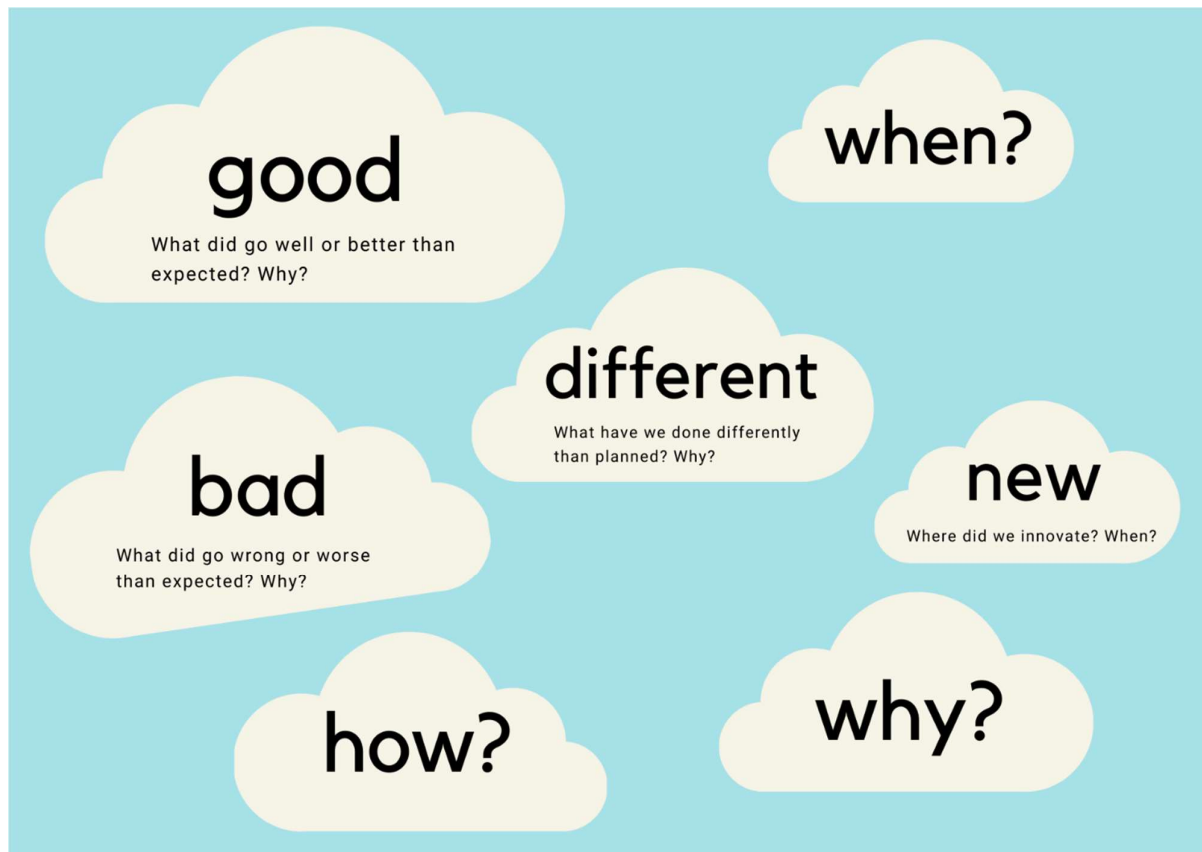 good
What did go well or better than
expected? Why?
when?
different
What have we done differently
than planned? Why?
bad
What did go wrong or worse
than expected? Why?
new
Where did we innovate? When?
how?
why?